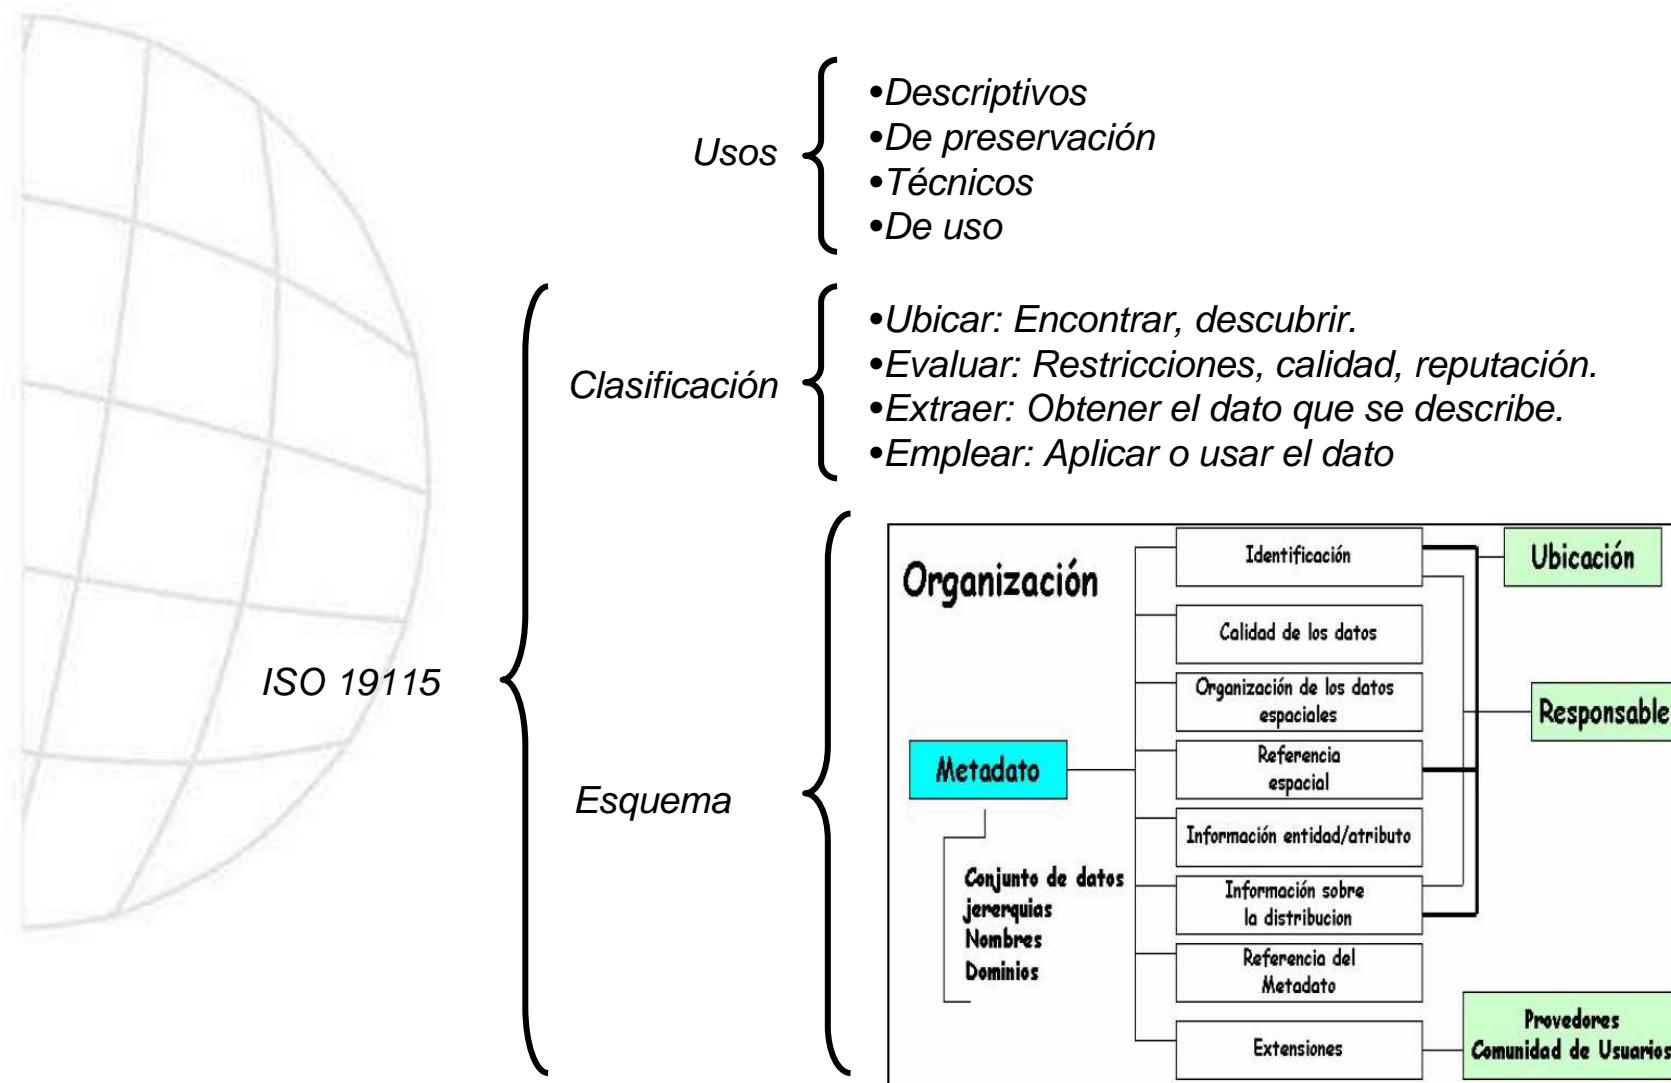 Usos
•Descriptivos
•De preservación
•Técnicos
•De uso
ISO 19115
Clasificación
•Ubicar: Encontrar, descubrir.
•Evaluar: Restricciones, calidad, reputación.
•Extraer: Obtener el dato que se describe.
•Emplear: Aplicar o usar el dato
Esquema
Organización
Metadato
Conjunto de datos
jererquias
Nombres
Dominios
Identificación
Calidad de los datos
Organización de los datos
espaciales
Referencia
espacial
Información entidad/atributo
Información sobre
la distribucion
Referencia del
Metadato
Extensiones
Ubicación
Responsable
Provedores
Comunidad de Usuarios